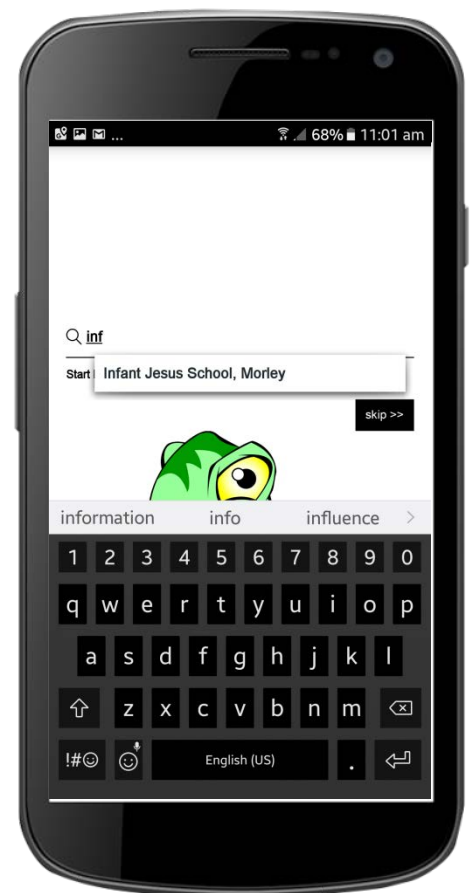 ... 68% 11:01 am
inf
Start
Infant Jesus School, Morley
skip >>
information info influence >
1 2 3 4 5 6 7 8 9 0
q w e r t y u i o p
a s d f g h j k l
z x c v b n m
!#☺ English (US) .